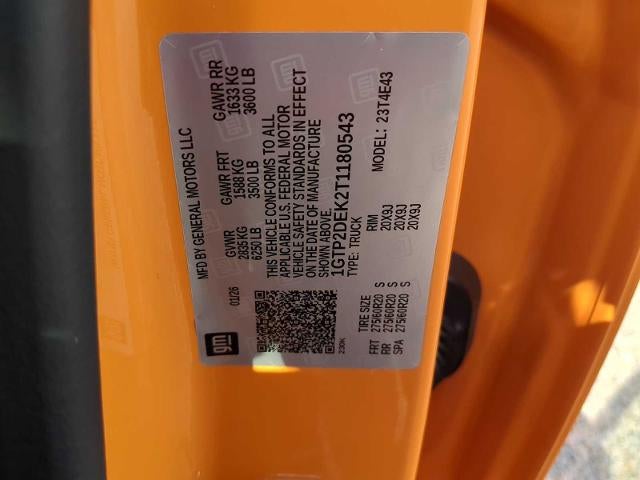 gm
MFD BY GENERAL MOTORS LLC
01/26
GVWR
2835 KG
6250 LB
GAWR FRT
1588 KG
3500 LB
GAWR RR
1633 KG
3600 LB
THIS VEHICLE CONFORMS TO ALL
APPLICABLE U.S. FEDERAL MOTOR
VEHICLE SAFETY STANDARDS IN EFFECT
ON THE DATE OF MANUFACTURE
SHOWN ABOVE.
1GTP2DEK2T1180543
TYPE: TRUCK
23T4E43
230K
TIRE SIZE RIM
FRT 275/60R20 S 20X9J
RR 275/60R20 S 20X9J
SPA 275/60R20 S 20X9J